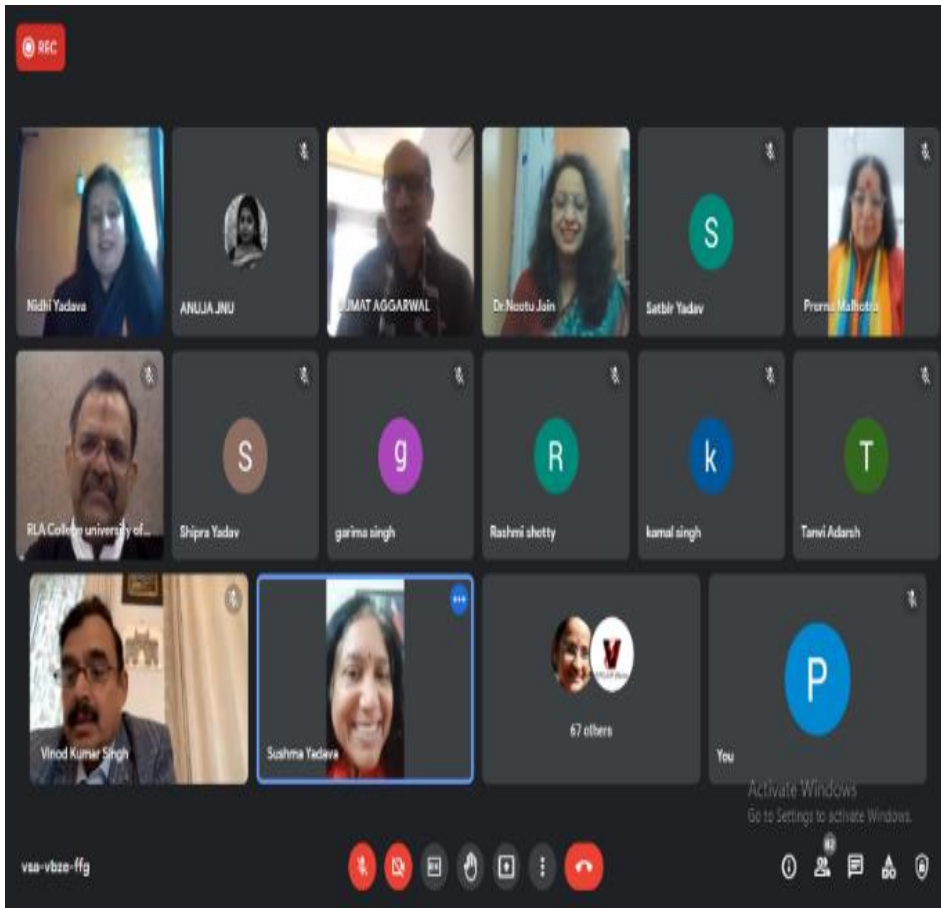 REC
Nidhi Yadava
ANUJA JNU
SUMAT AGGARWAL
Dr.Neetu Jain
S
Satbir Yadav
Prerna Malhotra
RLA College university of...
S
Shipra Yadav
g
garima singh
R
Rashmi shetty
k
kamal singh
T
Tanvi Adarsh
Vinod Kumar Singh
Sushma Yadava
V
67 others
P
You
Activate Windows
Go to Settings to activate Windows.
vsa-vbze-ffg